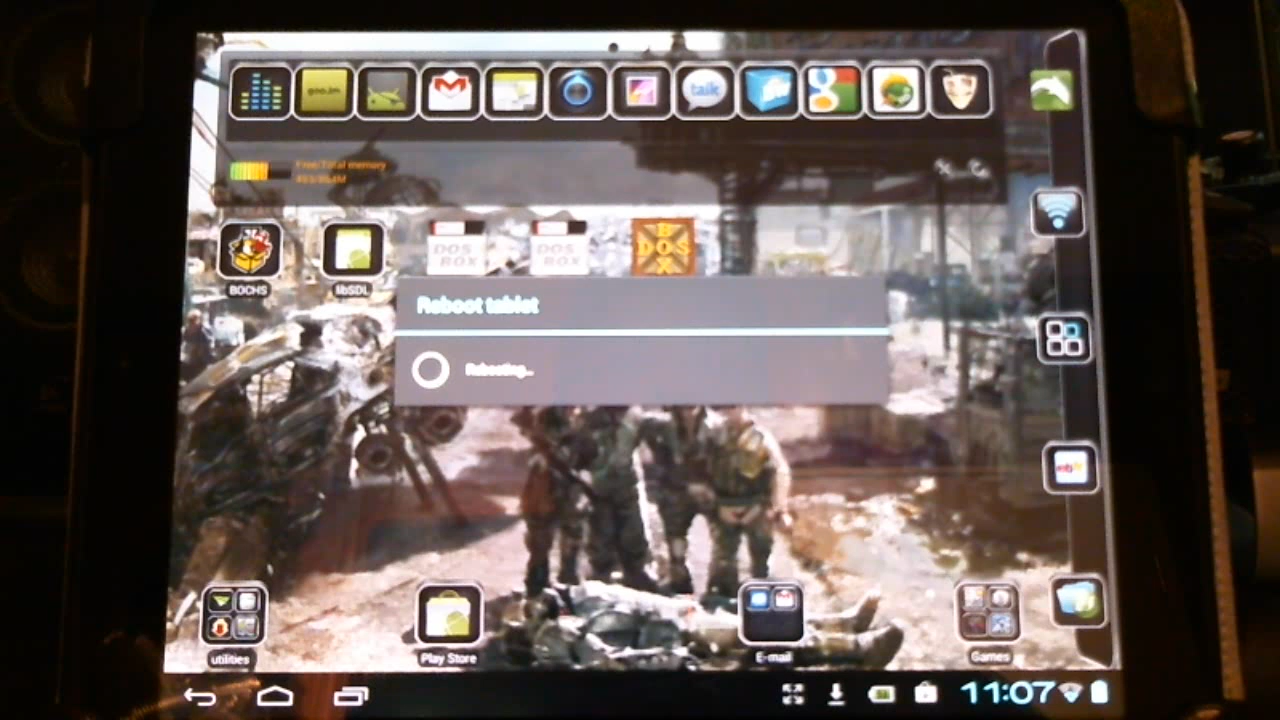 goo.im
talk
Free/Total memory
BOCHS
libSDL
DOS
BOX
DOS
BOX
B
DOS
X
Reboot tablet
Rebooting...
utilities
Play Store
E-mail
Games
11:07